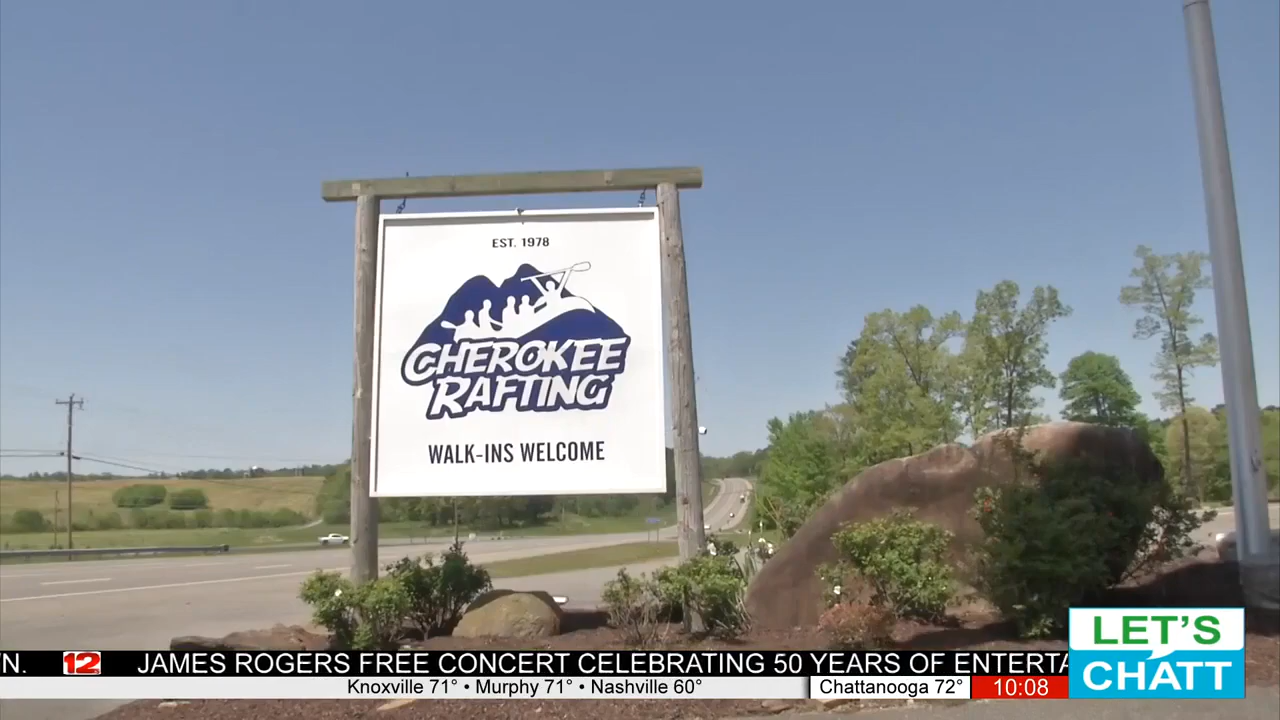 EST. 1978
CHEROKEE
RAFTING
WALK-INS WELCOME
N. 12 JAMES ROGERS FREE CONCERT CELEBRATING 50 YEARS OF ENTERTA
Knoxville 71° • Murphy 71° • Nashville 60° Chattanooga 72° 10:08
LET'S
CHATT